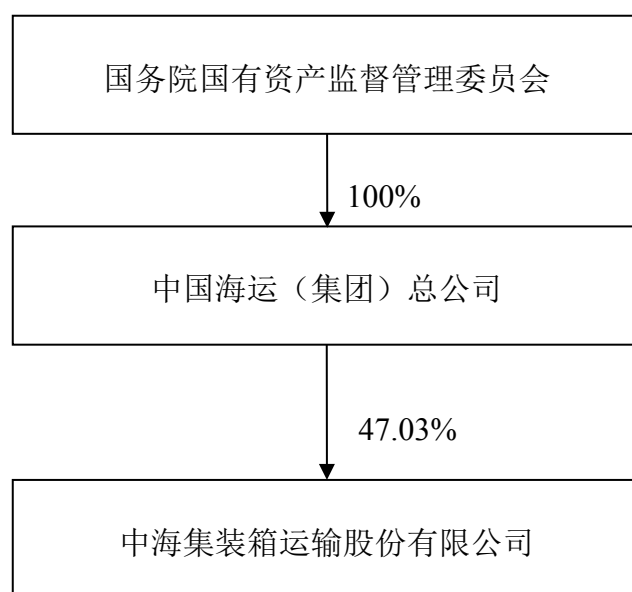 国务院国有资产监督管理委员会
100%
中国海运（集团）总公司
47.03%
中海集装箱运输股份有限公司